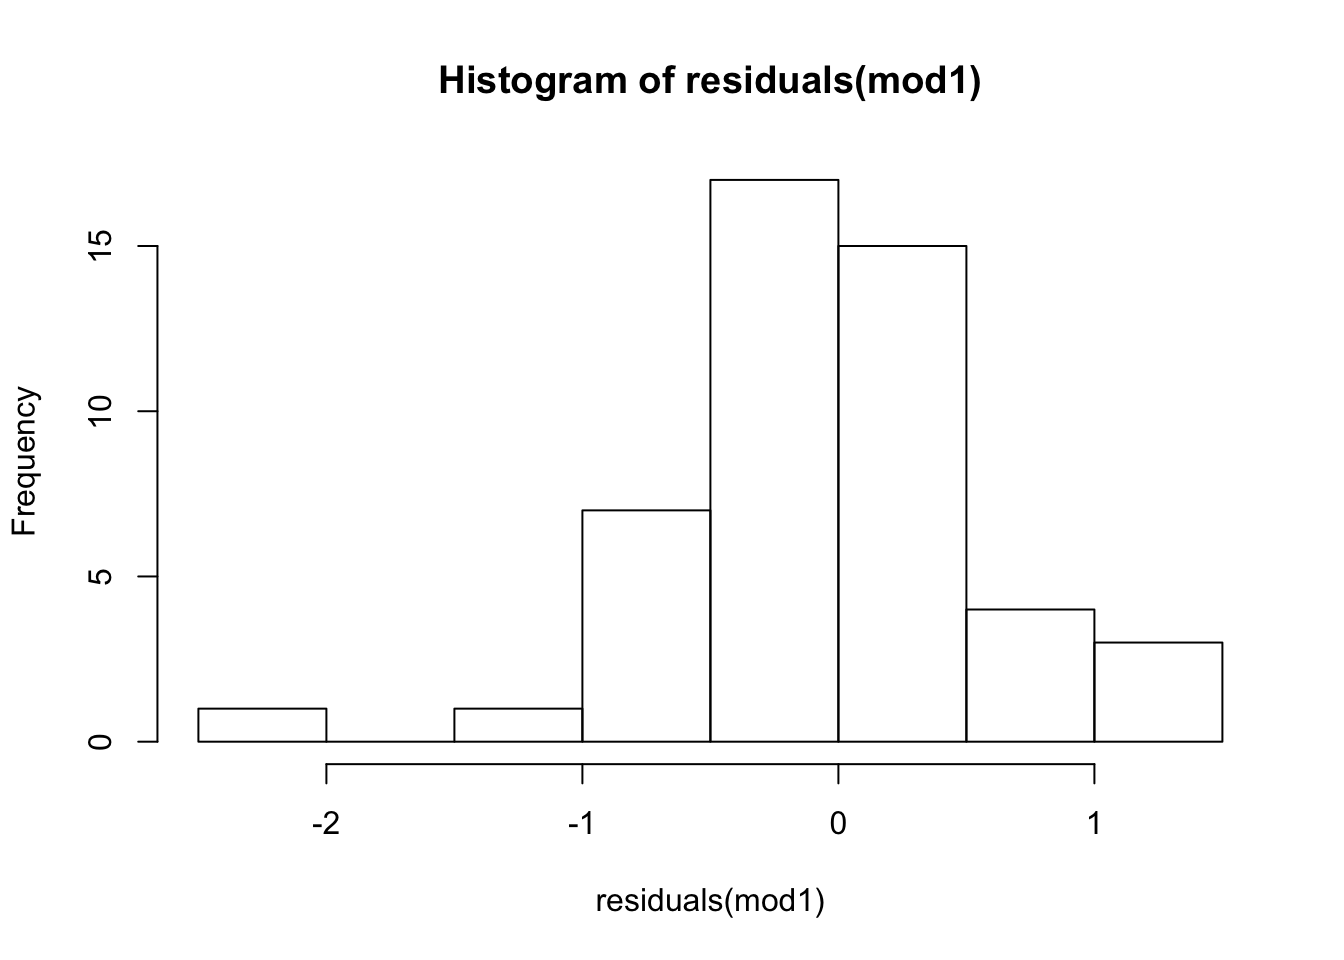 Histogram of residuals(mod1)
Frequency
15
10
5
0
-2 -1 0 1
residuals(mod1)